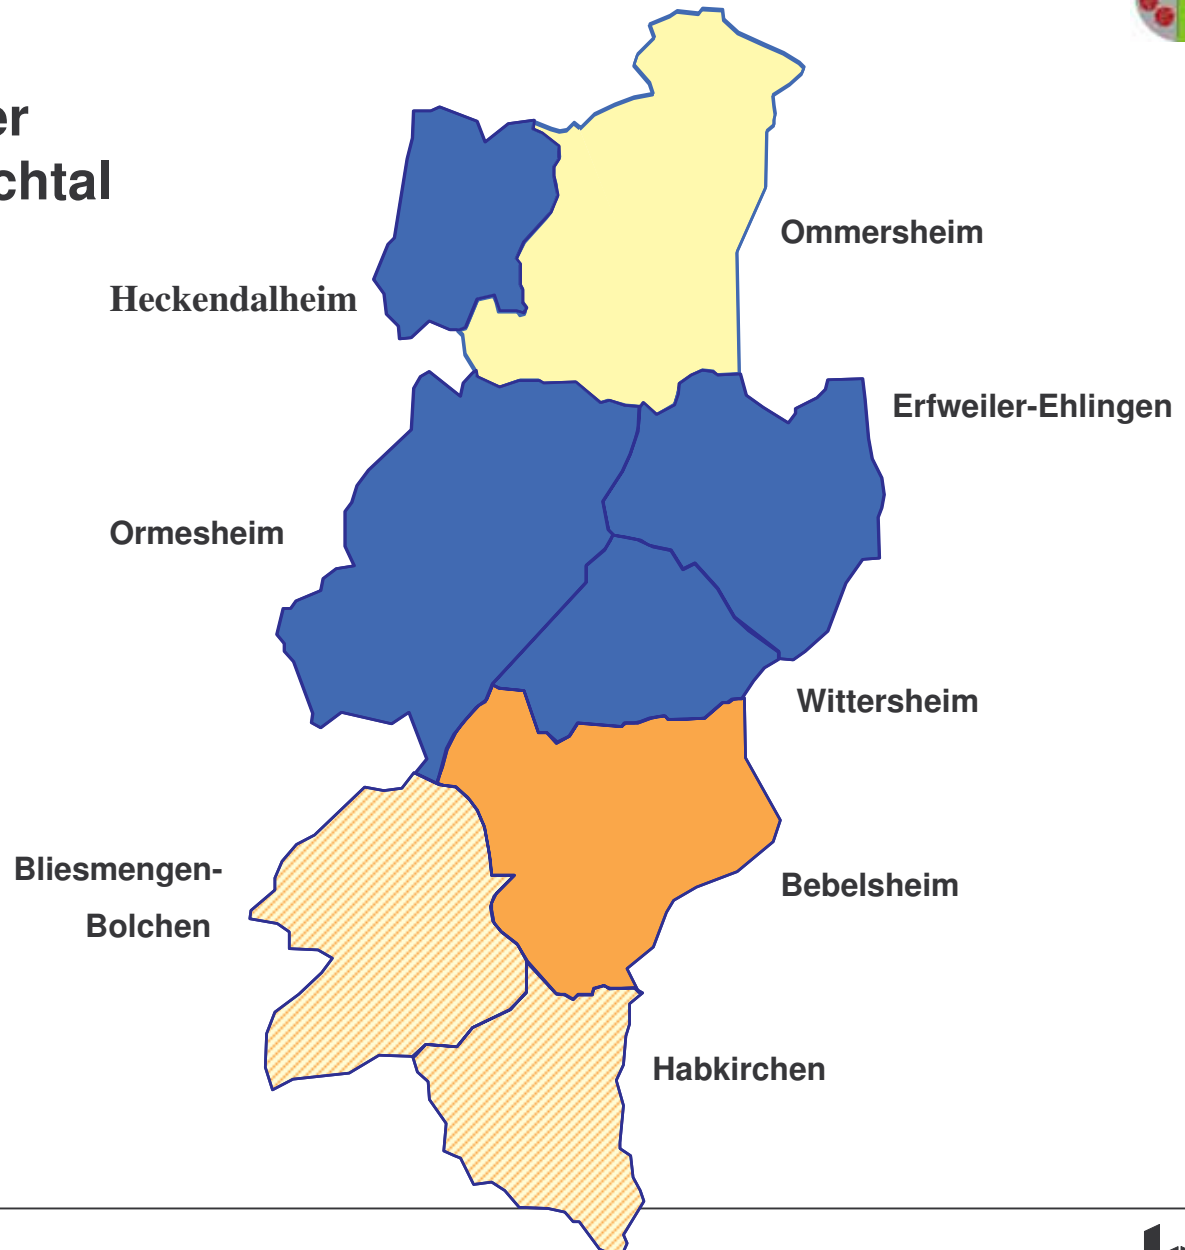 er
chtal
Ommersheim
Heckendalheim
Erfweiler-Ehlingen
Ormesheim
Wittersheim
Bliesmengen-
Bolchen
Bebelsheim
Habkirchen